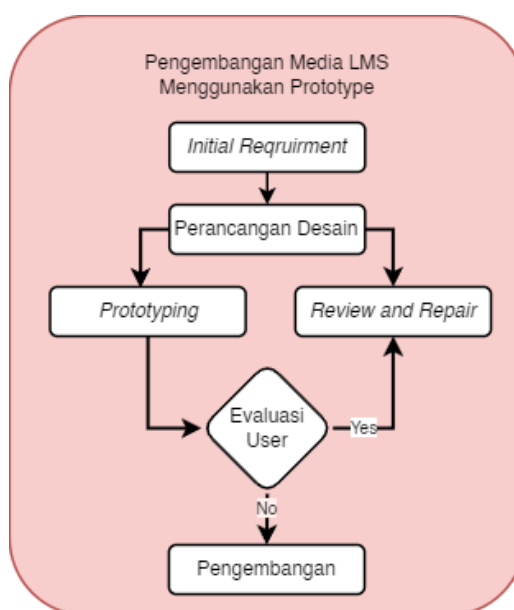 Pengembangan Media LMS
Menggunakan Prototype
Initial Reqruirment
Perancangan Desain
Prototyping
Review and Repair
Evaluasi
User
Yes
No
Pengembangan